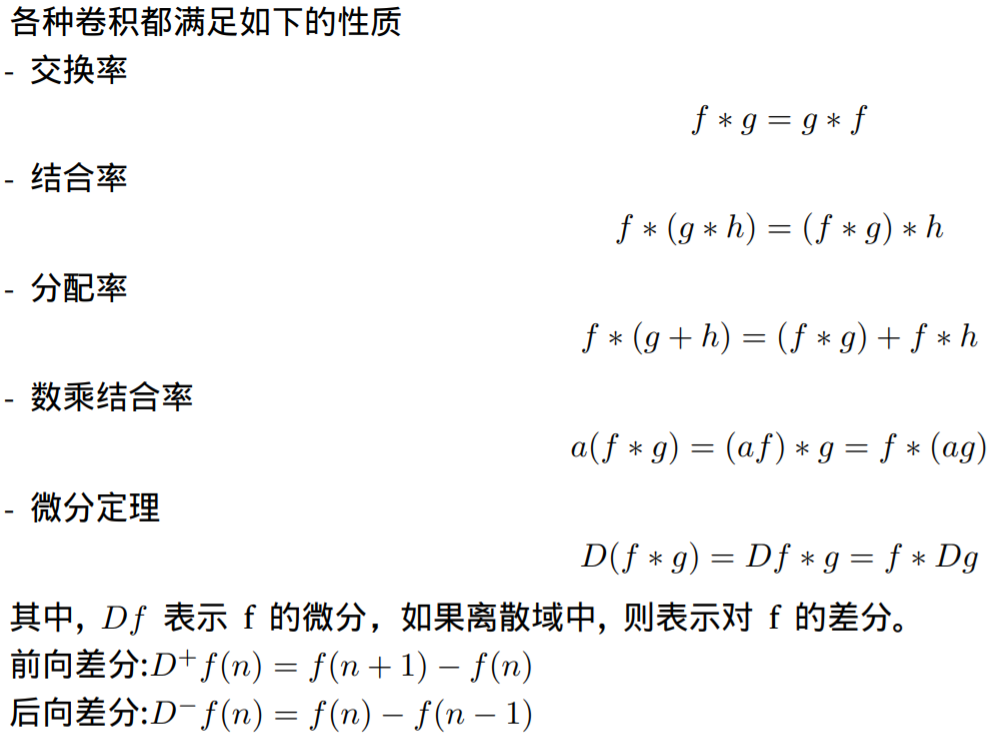 各种卷积都满足如下的性质
- 交换率
f ∗ g = g ∗ f
- 结合率
f ∗ (g ∗ h) = (f ∗ g) ∗ h
- 分配率
f ∗ (g + h) = (f ∗ g) + f ∗ h
- 数乘结合率
a(f ∗ g) = (af) ∗ g = f ∗ (ag)
- 微分定理
D(f ∗ g) = Df ∗ g = f ∗ Dg
其中, Df 表示 f 的微分，如果离散域中, 则表示对 f 的差分。
前向差分:D⁺f(n) = f(n + 1) − f(n)
后向差分:D⁻f(n) = f(n) − f(n − 1)